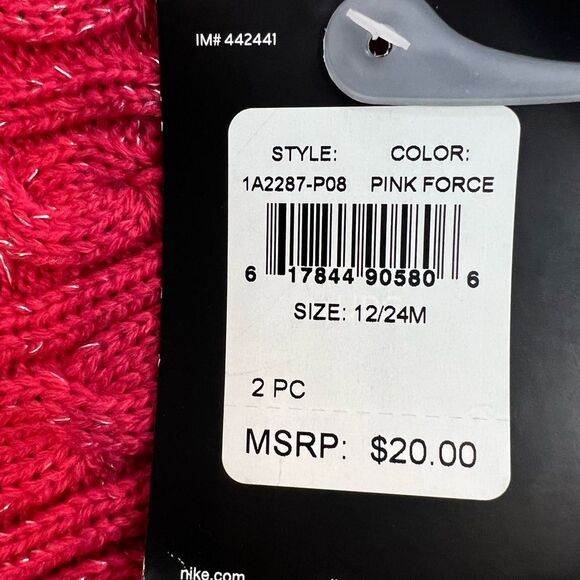 IM# 442441
STYLE: COLOR:
1A2287-P08 PINK FORCE
6 17844 90580 6
SIZE: 12/24M
2 PC
MSRP: $20.00
nike.com